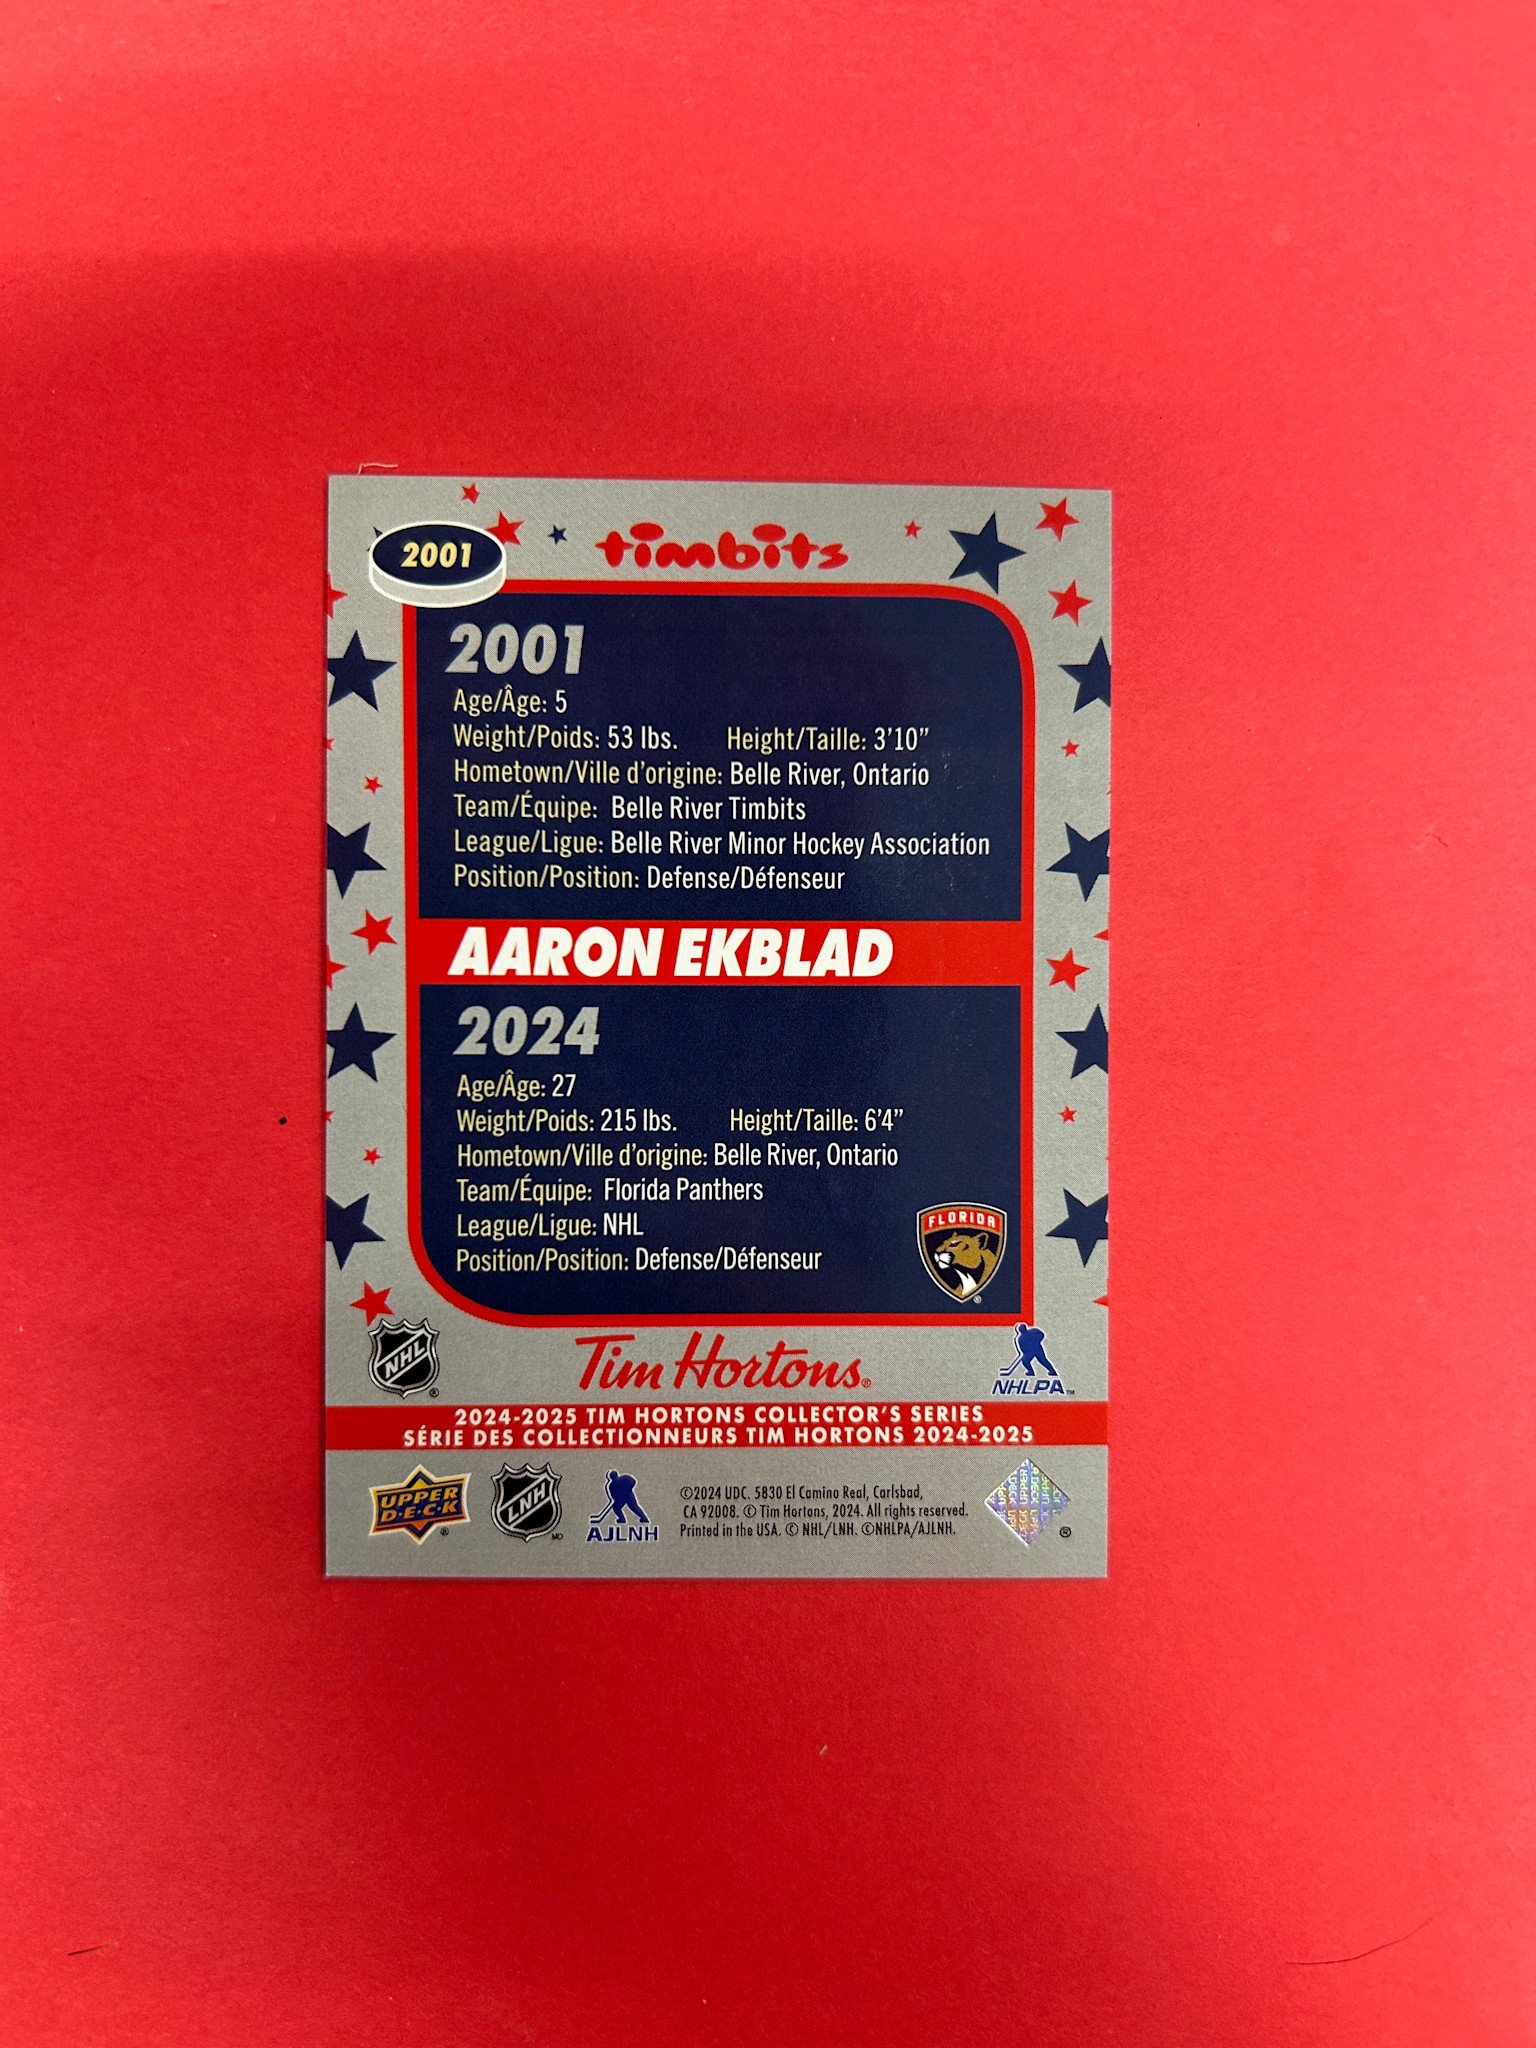 2001
timbits
2001
Age/Âge: 5
Weight/Poids: 53 lbs. Height/Taille: 3'10"
Hometown/Ville d'origine: Belle River, Ontario
Team/Équipe: Belle River Timbits
League/Ligue: Belle River Minor Hockey Association
Position/Position: Defense/Défenseur
AARON EKBLAD
2024
Age/Âge: 27
Weight/Poids: 215 lbs. Height/Taille: 6'4"
Hometown/Ville d'origine: Belle River, Ontario
Team/Équipe: Florida Panthers
League/Ligue: NHL
Position/Position: Defense/Défenseur
FLORIDA
®
NHL ®
Tim Hortons®
NHLPA™
2024-2025 TIM HORTONS COLLECTOR'S SERIES
SÉRIE DES COLLECTIONNEURS TIM HORTONS 2024-2025
UPPER
D·E·C·K ®
LNH MD
AJLNH
©2024 UDC. 5830 El Camino Real, Carlsbad,
CA 92008. © Tim Hortons, 2024. All rights reserved.
Printed in the USA. © NHL/LNH. ©NHLPA/AJLNH.
®